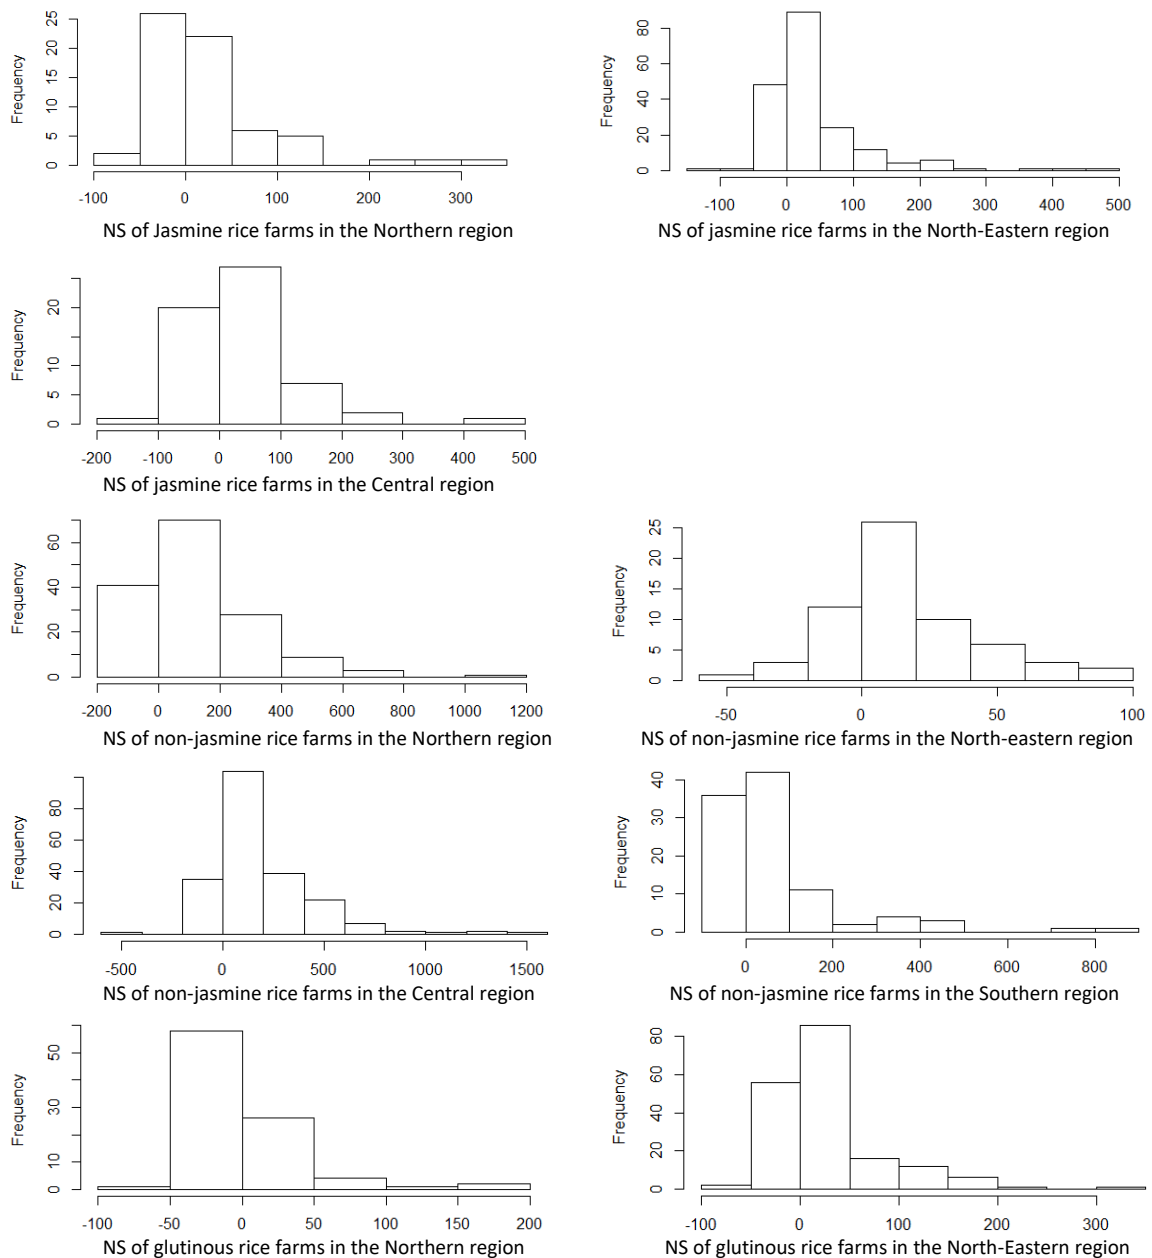 Frequency
0 5 10 15 20 25
-100 0 100 200 300
NS of Jasmine rice farms in the Northern region
Frequency
0 20 40 60 80
-100 0 100 200 300 400 500
NS of jasmine rice farms in the North-Eastern region
Frequency
0 5 10 20
-200 -100 0 100 200 300 400 500
NS of jasmine rice farms in the Central region
Frequency
0 20 40 60
-200 0 200 400 600 800 1000 1200
NS of non-jasmine rice farms in the Northern region
Frequency
0 5 10 15 20 25
-50 0 50 100
NS of non-jasmine rice farms in the North-eastern region
Frequency
0 20 40 60 80
-500 0 500 1000 1500
NS of non-jasmine rice farms in the Central region
Frequency
0 10 20 30 40
0 200 400 600 800
NS of non-jasmine rice farms in the Southern region
Frequency
0 10 30 50
-100 -50 0 50 100 150 200
NS of glutinous rice farms in the Northern region
Frequency
0 20 40 60 80
-100 0 100 200 300
NS of glutinous rice farms in the North-Eastern region